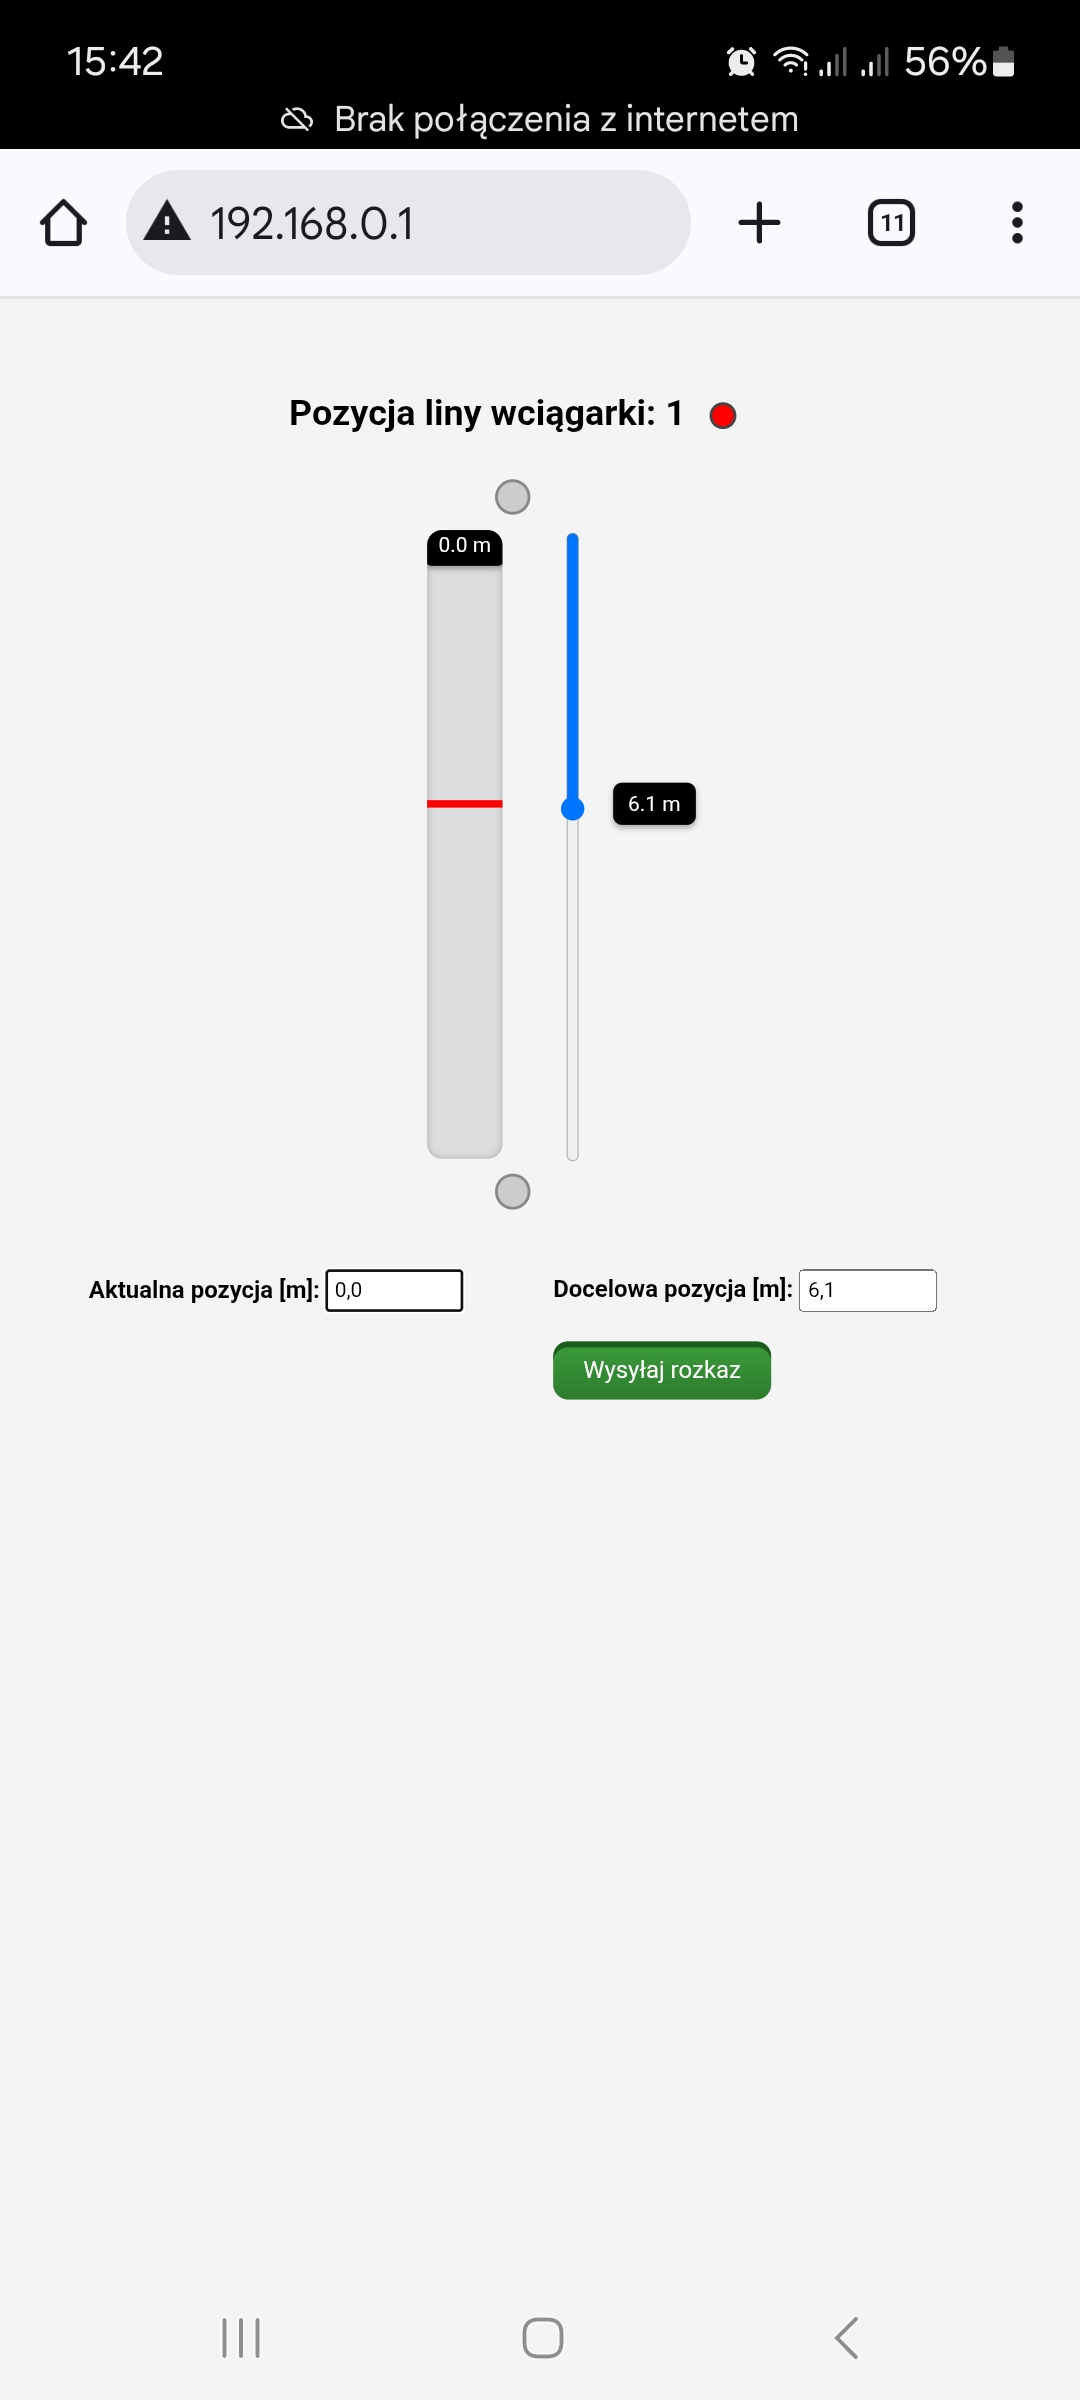 15:42 56%
Brak połączenia z internetem
192.168.0.1 11
Pozycja liny wciągarki: 1
0.0 m
6.1 m
Aktualna pozycja [m]: 0,0 Docelowa pozycja [m]: 6,1
Wysyłaj rozkaz